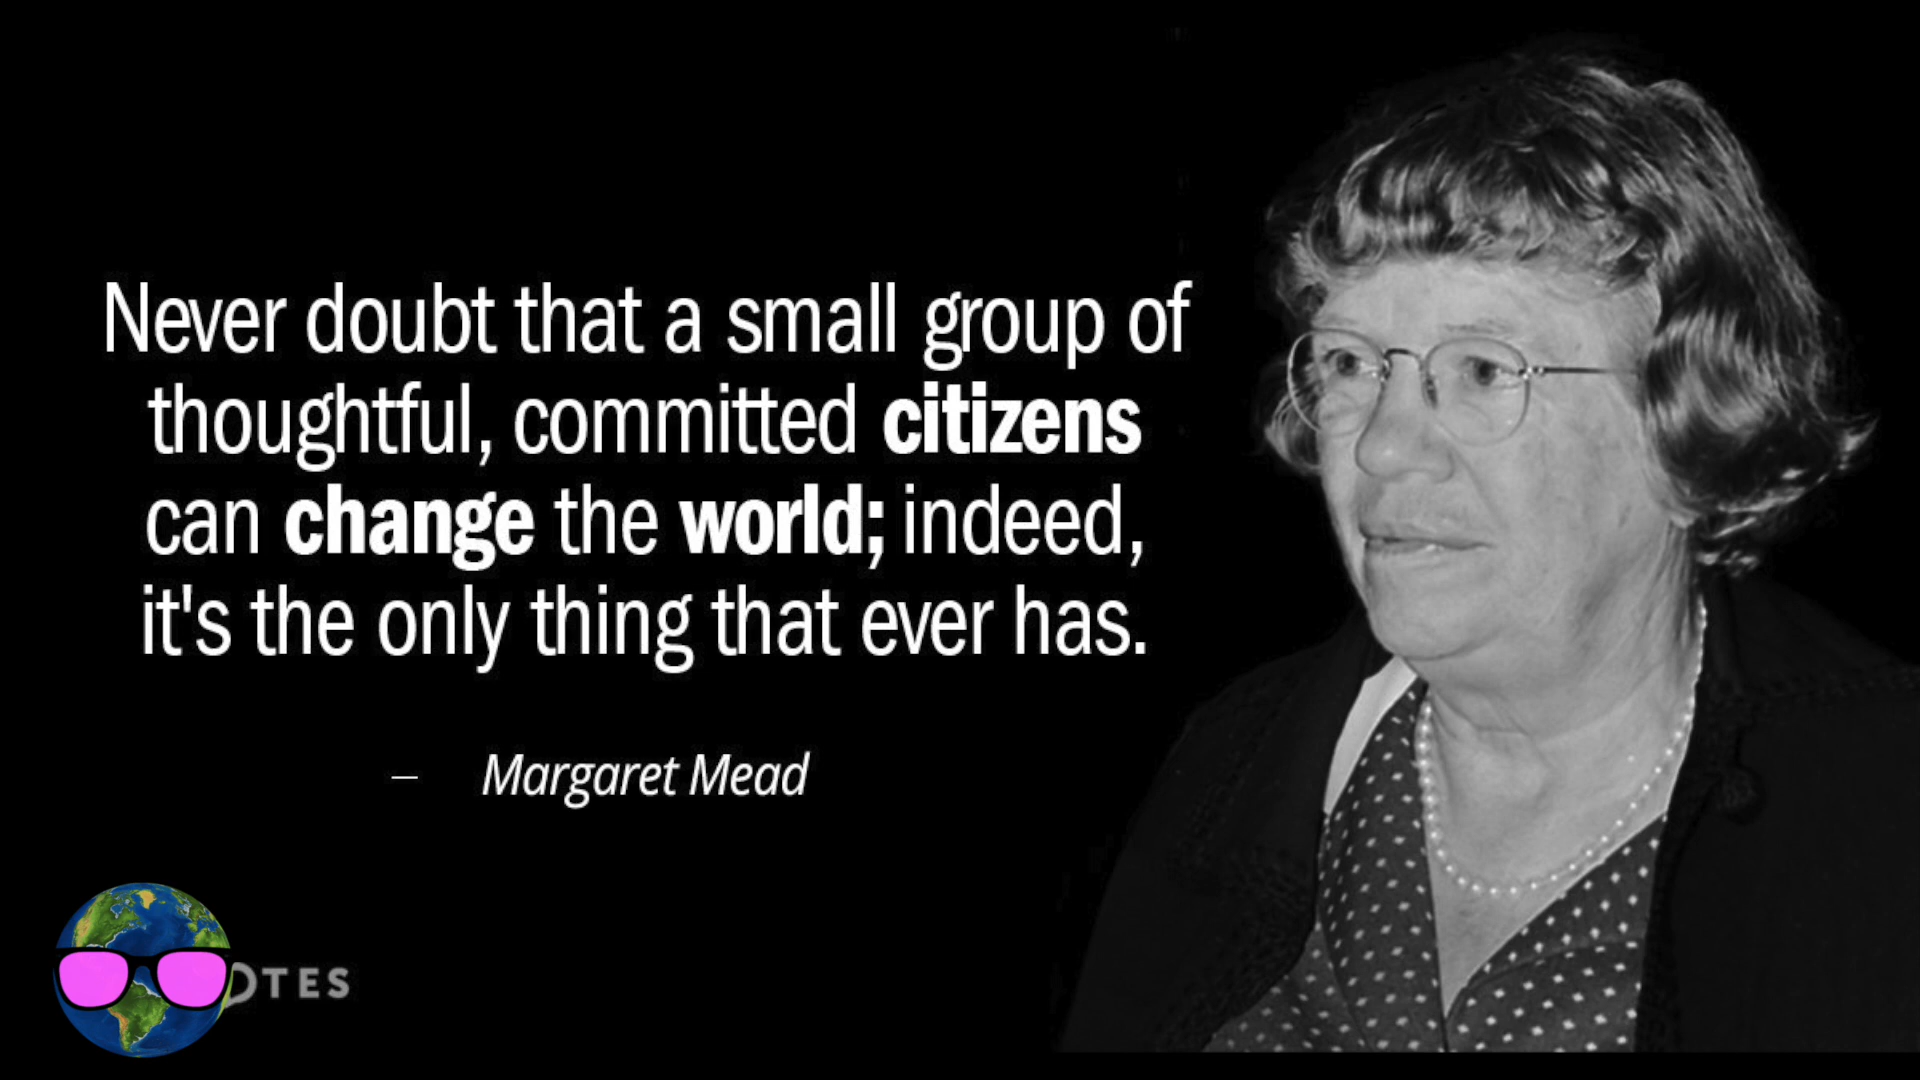 Never doubt that a small group of
thoughtful, committed citizens
can change the world; indeed,
it's the only thing that ever has.
— Margaret Mead
OTES